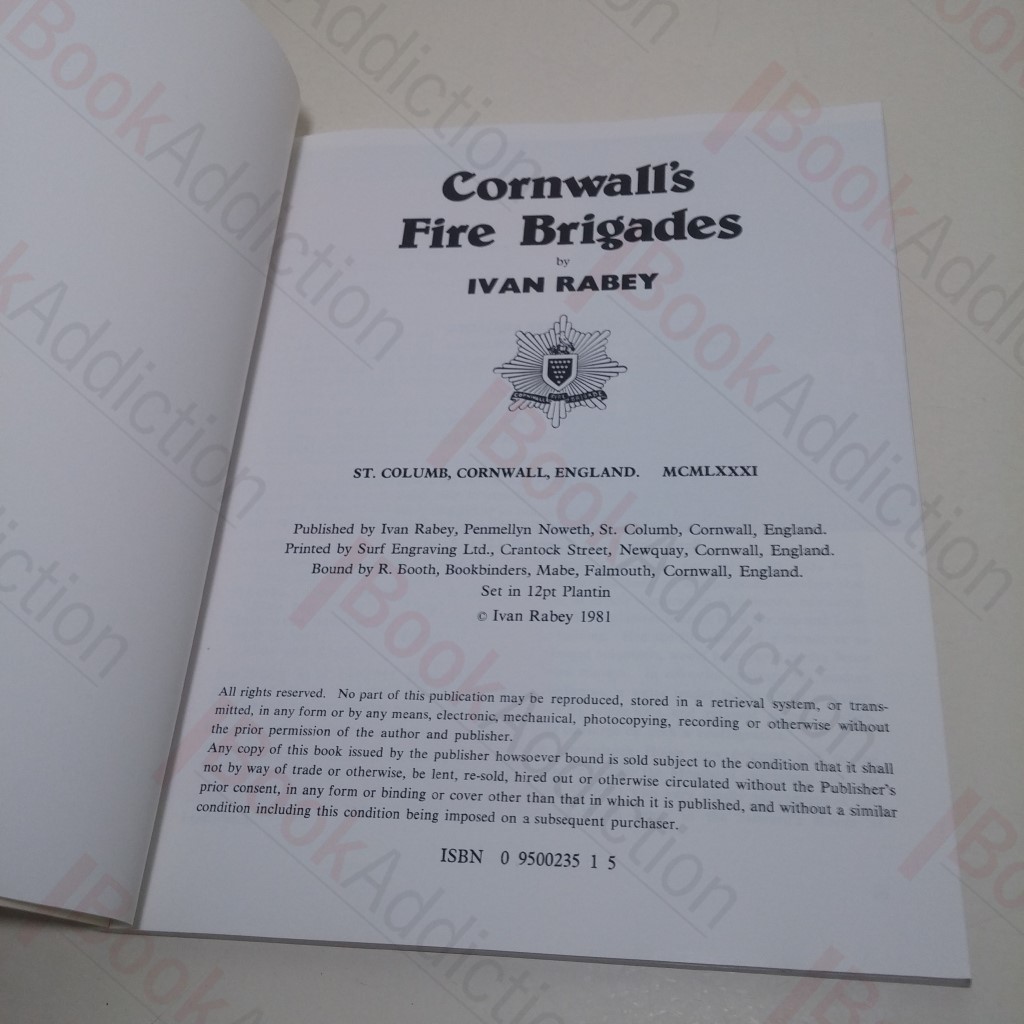 Cornwall's
Fire Brigades
by
IVAN RABEY
CORNWALL FIRE BRIGADE
ST. COLUMB, CORNWALL, ENGLAND. MCMLXXXI
Published by Ivan Rabey, Penmellyn Noweth, St. Columb, Cornwall, England.
Printed by Surf Engraving Ltd., Crantock Street, Newquay, Cornwall, England.
Bound by R. Booth, Bookbinders, Mabe, Falmouth, Cornwall, England.
Set in 12pt Plantin
© Ivan Rabey 1981
All rights reserved. No part of this publication may be reproduced, stored in a retrieval system, or trans-
mitted, in any form or by any means, electronic, mechanical, photocopying, recording or otherwise without
the prior permission of the author and publisher.
Any copy of this book issued by the publisher howsoever bound is sold subject to the condition that it shall
not by way of trade or otherwise, be lent, re-sold, hired out or otherwise circulated without the Publisher's
prior consent, in any form or binding or cover other than that in which it is published, and without a similar
condition including this condition being imposed on a subsequent purchaser.
ISBN 0 9500235 1 5
BookAddiction